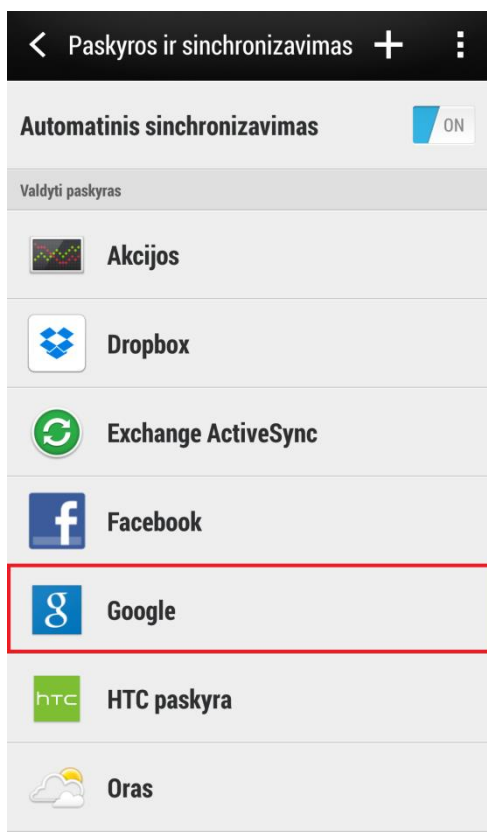 Paskyros ir sinchronizavimas
Automatinis sinchronizavimas ON
Valdyti paskyras
Akcijos
Dropbox
Exchange ActiveSync
f Facebook
g Google
hTC HTC paskyra
Oras